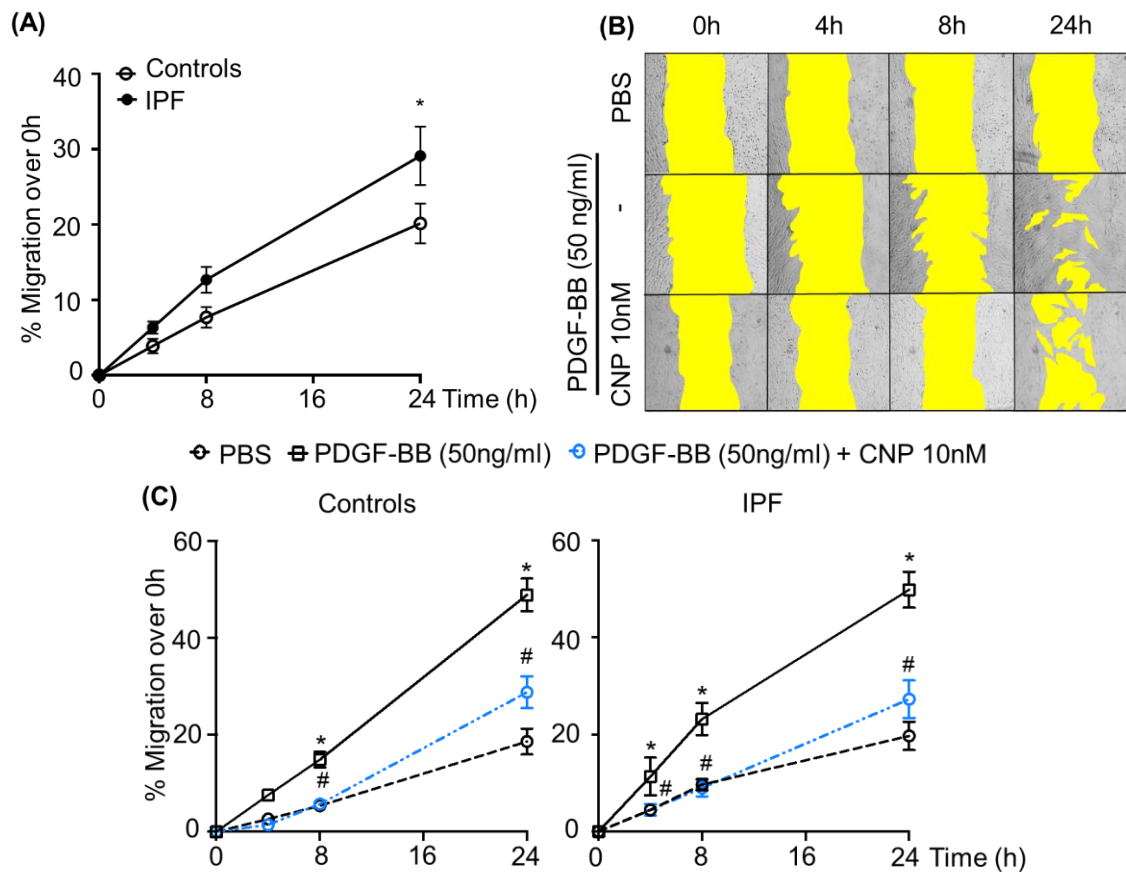 (A)
Controls
IPF
% Migration over 0h
40
30
20
10
0
*
0
8
16
24
Time (h)
(B)
0h
4h
8h
24h
PBS
PDGF-BB (50 ng/ml)
-
CNP 10nM
PBS
PDGF-BB (50ng/ml)
PDGF-BB (50ng/ml) + CNP 10nM
(C)
Controls
% Migration over 0h
60
40
20
0
*
#
*
#
0
8
16
24
IPF
60
40
20
0
*
#
*
#
*
#
0
8
16
24
Time (h)